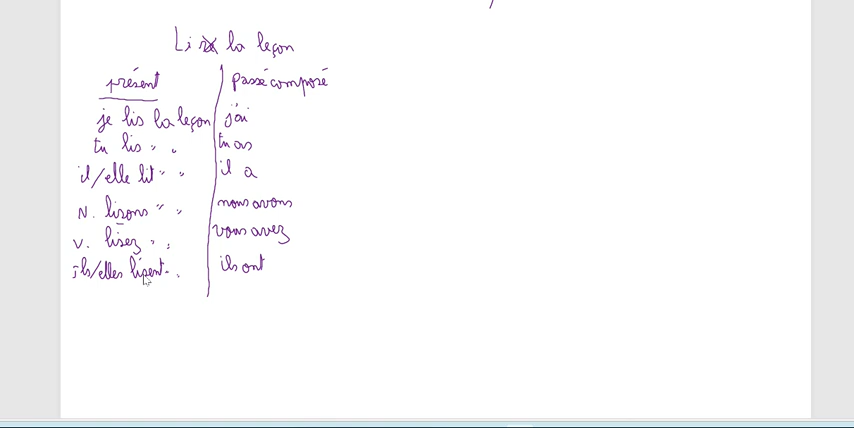 Lire la leçon
présent passé composé
je lis la leçon j'ai
tu lis " " tu as
il/elle lit " " il a
N. lisons " " nous avons
v. lisez " " vous avez
ils/elles lisent " " ils ont